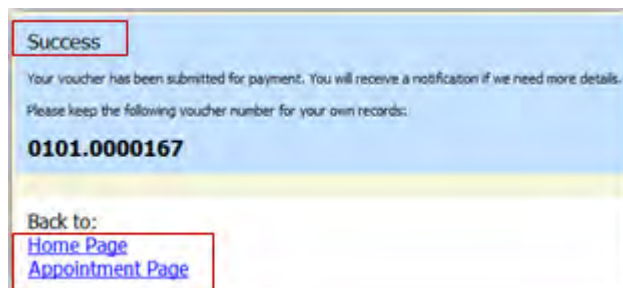 Success
Your voucher has been submitted for payment. You will receive a notification if we need more details.
Please keep the following voucher number for your own records:
0101.0000167
Back to:
Home Page
Appointment Page